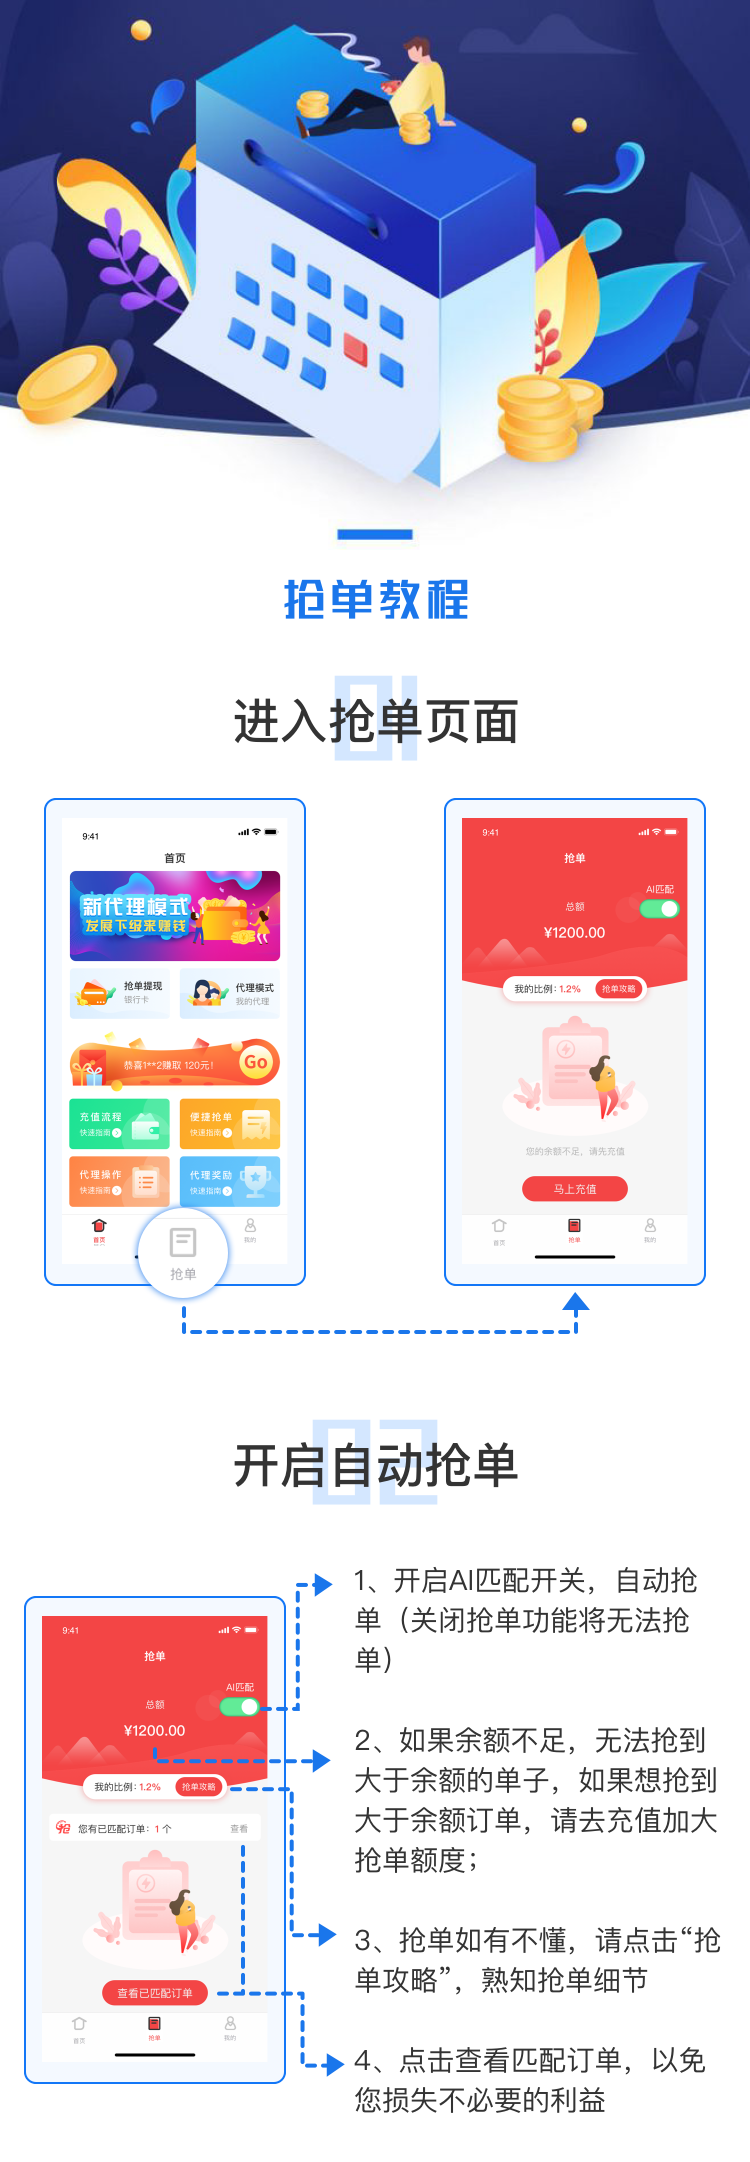 抢单教程
01
进入抢单页面
9:41
首页
新代理模式
发展下级来赚钱
抢单提现
银行卡
代理模式
我的代理
恭喜1**2赚取 120元!
Go
充值流程
快速指南
便捷抢单
快速指南
代理操作
快速指南
代理奖励
快速指南
首页
抢单
我的
9:41
抢单
AI匹配
总额
¥1200.00
我的比例: 1.2%
抢单攻略
您的余额不足, 请先充值
马上充值
首页
抢单
我的
02
开启自动抢单
9:41
抢单
AI匹配
总额
¥1200.00
我的比例: 1.2%
抢单攻略
抢
您有已匹配订单: 1 个
查看
查看已匹配订单
首页
抢单
我的
1、开启AI匹配开关，自动抢
单（关闭抢单功能将无法抢
单）
2、如果余额不足，无法抢到
大于余额的单子，如果想抢到
大于余额订单，请去充值加大
抢单额度；
3、抢单如有不懂，请点击“抢
单攻略”，熟知抢单细节
4、点击查看匹配订单，以免
您损失不必要的利益